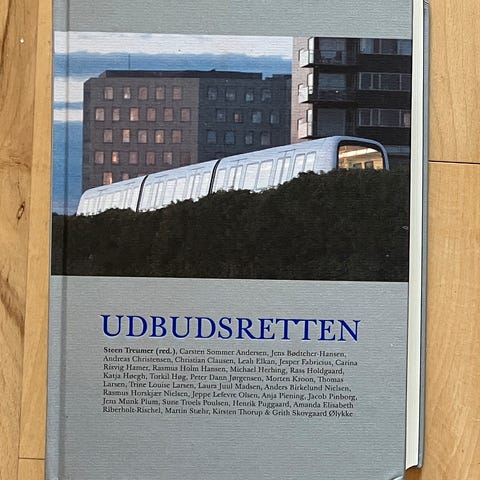 UDBUDSRETTEN
Steen Treumer (red.), Carsten Sommer Andersen, Jens Bødtcher-Hansen,
Andreas Christensen, Christian Clausen, Leah Elkan, Jesper Fabricius, Carina
Risvig Hamer, Rasmus Holm Hansen, Michael Herbing, Rass Holdgaard,
Katja Høegh, Torkil Høg, Peter Dann Jørgensen, Morten Kroon, Thomas
Larsen, Trine Louise Larsen, Laura Juul Madsen, Anders Birkelund Nielsen,
Rasmus Horskjær Nielsen, Jeppe Lefevre Olsen, Anja Piening, Jacob Pinborg,
Jens Munk Plum, Sune Troels Poulsen, Henrik Puggaard, Amanda Elisabeth
Riberholt-Rischel, Martin Stæhr, Kirsten Thorup & Grith Skovgaard Ølykke